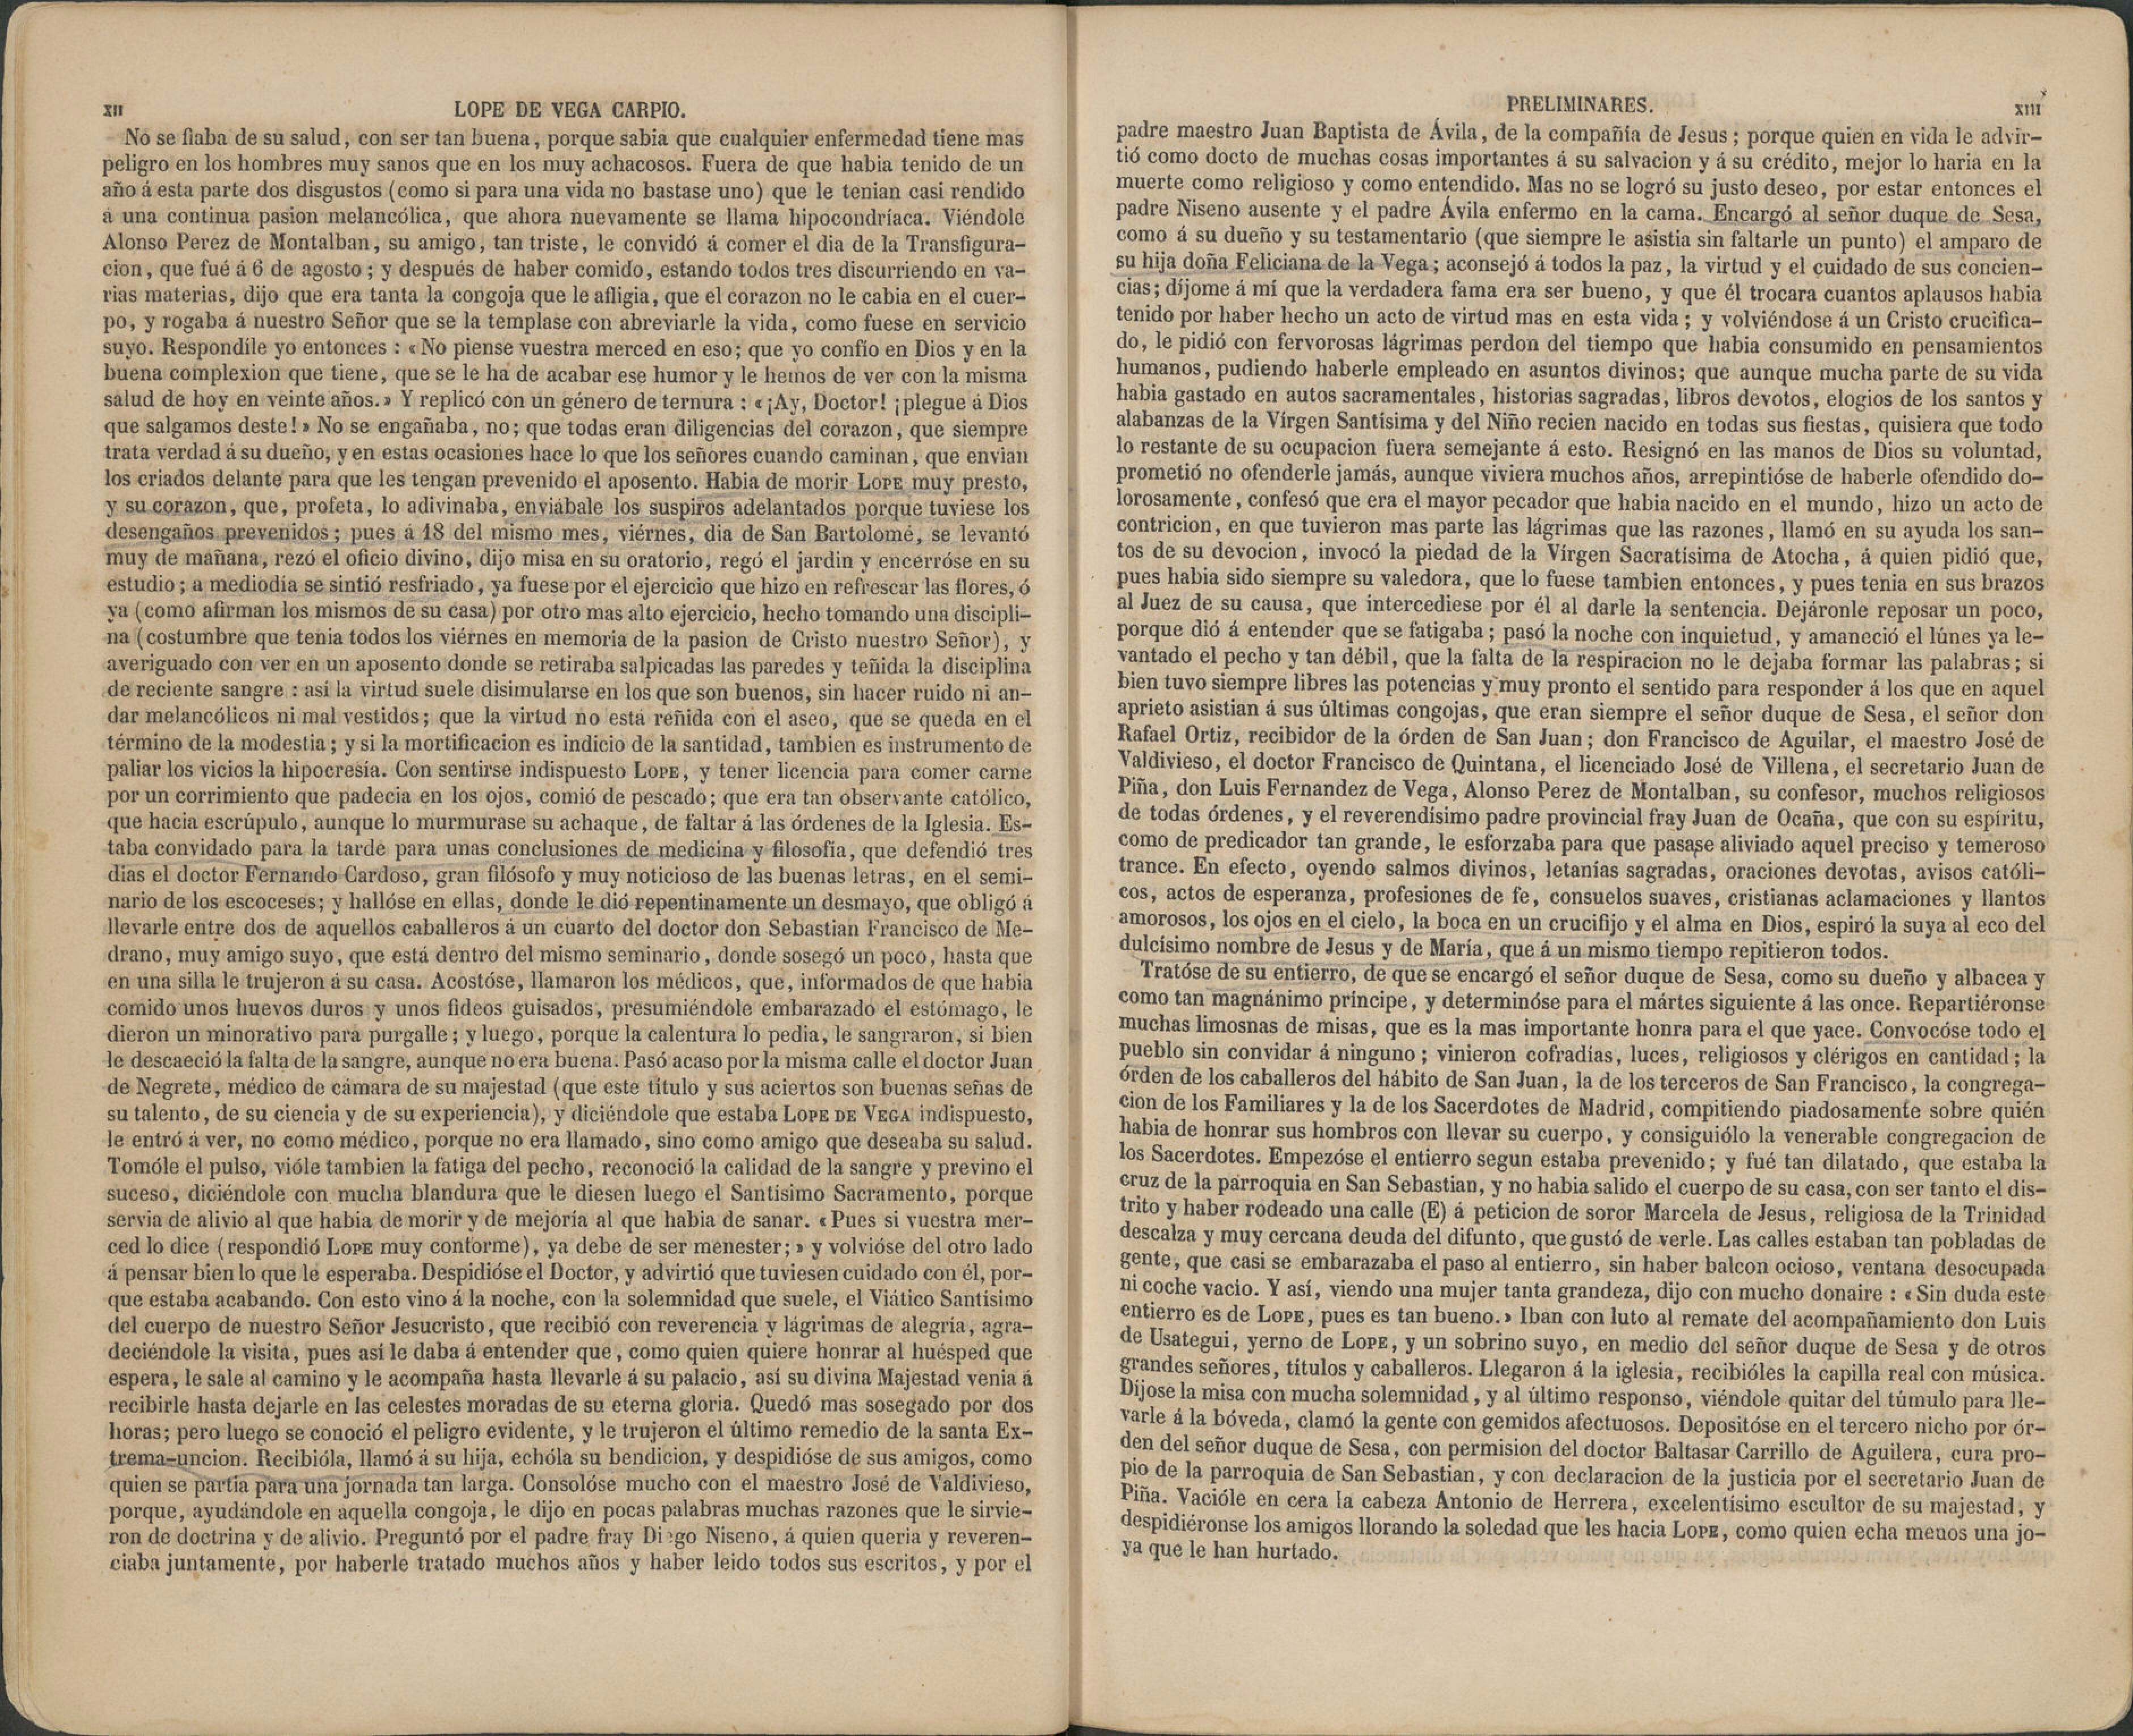 XII
LOPE DE VEGA CARPIO.
No se fiaba de su salud, con ser tan buena, porque sabia que cualquier enfermedad tiene mas
peligro en los hombres muy sanos que en los muy achacosos. Fuera de que habia tenido de un
año á esta parte dos disgustos (como si para una vida no bastase uno) que le tenian casi rendido
á una continua pasion melancólica, que ahora nuevamente se llama hipocondríaca. Viéndole
Alonso Perez de Montalban, su amigo, tan triste, le convidó á comer el dia de la Transfigura-
cion, que fué á 6 de agosto; y después de haber comido, estando todos tres discurriendo en va-
rias materias, dijo que era tanta la congoja que le afligia, que el corazon no le cabia en el cuer-
po, y rogaba á nuestro Señor que se la templase con abreviarle la vida, como fuese en servicio
suyo. Respondile yo entonces : «No piense vuestra merced en eso; que yo confío en Dios y en la
buena complexion que tiene, que se le ha de acabar ese humor y le hemos de ver con la misma
salud de hoy en veinte años.» Y replicó con un género de ternura : «¡Ay, Doctor! ¡plegue á Dios
que salgamos deste!» No se engañaba, no; que todas eran diligencias del corazon, que siempre
trata verdad á su dueño, y en estas ocasiones hace lo que los señores cuando caminan, que envian
los criados delante para que les tengan prevenido el aposento. Habia de morir LOPE muy presto,
y su corazon, que, profeta, lo adivinaba, enviábale los suspiros adelantados porque tuviese los
desengaños prevenidos; pues á 18 del mismo mes, viérnes, dia de San Bartolomé, se levantó
muy de mañana, rezó el oficio divino, dijo misa en su oratorio, regó el jardin y encerróse en su
estudio; a mediodia se sintió resfriado, ya fuese por el ejercicio que hizo en refrescar las flores, ó
ya (como afirman los mismos de su casa) por otro mas alto ejercicio, hecho tomando una discipli-
na (costumbre que tenia todos los viérnes en memoria de la pasion de Cristo nuestro Señor), y
averiguado con ver en un aposento donde se retiraba salpicadas las paredes y teñida la disciplina
de reciente sangre : así la virtud suele disimularse en los que son buenos, sin hacer ruido ni an-
dar melancólicos ni mal vestidos; que la virtud no está reñida con el aseo, que se queda en el
término de la modestia; y si la mortificacion es indicio de la santidad, tambien es instrumento de
paliar los vicios la hipocresía. Con sentirse indispuesto LOPE, y tener licencia para comer carne
por un corrimiento que padecia en los ojos, comió de pescado; que era tan observante católico,
que hacia escrúpulo, aunque lo murmurase su achaque, de faltar á las órdenes de la Iglesia. Es-
taba convidado para la tarde para unas conclusiones de medicina y filosofía, que defendió tres
dias el doctor Fernando Cardoso, gran filósofo y muy noticioso de las buenas letras, en el semi-
nario de los escoceses; y hallóse en ellas, donde le dió repentinamente un desmayo, que obligó á
llevarle entre dos de aquellos caballeros á un cuarto del doctor don Sebastian Francisco de Me-
drano, muy amigo suyo, que está dentro del mismo seminario, donde sosegó un poco, hasta que
en una silla le trujeron á su casa. Acostóse, llamaron los médicos, que, informados de que habia
comido unos huevos duros y unos fideos guisados, presumiéndole embarazado el estómago, le
dieron un minorativo para purgalle; y luego, porque la calentura lo pedia, le sangraron, si bien
le descaeció la falta de la sangre, aunque no era buena. Pasó acaso por la misma calle el doctor Juan
de Negrete, médico de cámara de su majestad (que este título y sus aciertos son buenas señas de
su talento, de su ciencia y de su experiencia), y diciéndole que estaba LOPE DE VEGA indispuesto,
le entró á ver, no como médico, porque no era llamado, sino como amigo que deseaba su salud.
Tomóle el pulso, vióle tambien la fatiga del pecho, reconoció la calidad de la sangre y previno el
suceso, diciéndole con mucha blandura que le diesen luego el Santísimo Sacramento, porque
servia de alivio al que habia de morir y de mejoría al que habia de sanar. «Pues si vuestra mer-
ced lo dice (respondió LOPE muy conforme), ya debe de ser menester;» y volvióse del otro lado
á pensar bien lo que le esperaba. Despidióse el Doctor, y advirtió que tuviesen cuidado con él, por-
que estaba acabando. Con esto vino á la noche, con la solemnidad que suele, el Viático Santísimo
del cuerpo de nuestro Señor Jesucristo, que recibió con reverencia y lágrimas de alegría, agra-
deciéndole la visita, pues así le daba á entender que, como quien quiere honrar al huésped que
espera, le sale al camino y le acompaña hasta llevarle á su palacio, así su divina Majestad venia á
recibirle hasta dejarle en las celestes moradas de su eterna gloria. Quedó mas sosegado por dos
horas; pero luego se conoció el peligro evidente, y le trujeron el último remedio de la santa Ex-
trema-uncion. Recibióla, llamó á su hija, echóla su bendicion, y despidióse de sus amigos, como
quien se partia para una jornada tan larga. Consolóse mucho con el maestro José de Valdivieso,
porque, ayudándole en aquella congoja, le dijo en pocas palabras muchas razones que le sirvie-
ron de doctrina y de alivio. Preguntó por el padre fray Diego Niseno, á quien queria y reveren-
ciaba juntamente, por haberle tratado muchos años y haber leido todos sus escritos, y por el
PRELIMINARES.
XIII
padre maestro Juan Baptista de Ávila, de la compañía de Jesus; porque quien en vida le advir-
tió como docto de muchas cosas importantes á su salvacion y á su crédito, mejor lo haria en la
muerte como religioso y como entendido. Mas no se logró su justo deseo, por estar entonces el
padre Niseno ausente y el padre Ávila enfermo en la cama. Encargó al señor duque de Sesa,
como á su dueño y su testamentario (que siempre le asistia sin faltarle un punto) el amparo de
su hija doña Feliciana de la Vega; aconsejó á todos la paz, la virtud y el cuidado de sus concien-
cias; díjome á mí que la verdadera fama era ser bueno, y que él trocara cuantos aplausos habia
tenido por haber hecho un acto de virtud mas en esta vida; y volviéndose á un Cristo crucifica-
do, le pidió con fervorosas lágrimas perdon del tiempo que habia consumido en pensamientos
humanos, pudiendo haberle empleado en asuntos divinos; que aunque mucha parte de su vida
habia gastado en autos sacramentales, historias sagradas, libros devotos, elogios de los santos y
alabanzas de la Vírgen Santísima y del Niño recien nacido en todas sus fiestas, quisiera que todo
lo restante de su ocupacion fuera semejante á esto. Resignó en las manos de Dios su voluntad,
prometió no ofenderle jamás, aunque viviera muchos años, arrepintióse de haberle ofendido do-
lorosamente, confesó que era el mayor pecador que habia nacido en el mundo, hizo un acto de
contricion, en que tuvieron mas parte las lágrimas que las razones, llamó en su ayuda los san-
tos de su devocion, invocó la piedad de la Vírgen Sacratísima de Atocha, á quien pidió que,
pues habia sido siempre su valedora, que lo fuese tambien entonces, y pues tenia en sus brazos
al Juez de su causa, que intercediese por él al darle la sentencia. Dejáronle reposar un poco,
porque dió á entender que se fatigaba; pasó la noche con inquietud, y amaneció el lúnes ya le-
vantado el pecho y tan débil, que la falta de la respiracion no le dejaba formar las palabras; si
bien tuvo siempre libres las potencias y muy pronto el sentido para responder á los que en aquel
aprieto asistian á sus últimas congojas, que eran siempre el señor duque de Sesa, el señor don
Rafael Ortiz, recibidor de la órden de San Juan; don Francisco de Aguilar, el maestro José de
Valdivieso, el doctor Francisco de Quintana, el licenciado José de Villena, el secretario Juan de
Piña, don Luis Fernandez de Vega, Alonso Perez de Montalban, su confesor, muchos religiosos
de todas órdenes, y el reverendísimo padre provincial fray Juan de Ocaña, que con su espíritu,
como de predicador tan grande, le esforzaba para que pasase aliviado aquel preciso y temeroso
trance. En efecto, oyendo salmos divinos, letanías sagradas, oraciones devotas, avisos católi-
cos, actos de esperanza, profesiones de fe, consuelos suaves, cristianas aclamaciones y llantos
amorosos, los ojos en el cielo, la boca en un crucifijo y el alma en Dios, espiró la suya al eco del
dulcísimo nombre de Jesus y de María, que á un mismo tiempo repitieron todos.
Tratóse de su entierro, de que se encargó el señor duque de Sesa, como su dueño y albacea y
como tan magnánimo príncipe, y determinóse para el mártes siguiente á las once. Repartiéronse
muchas limosnas de misas, que es la mas importante honra para el que yace. Convocóse todo el
pueblo sin convidar á ninguno; vinieron cofradías, luces, religiosos y clérigos en cantidad; la
órden de los caballeros del hábito de San Juan, la de los terceros de San Francisco, la congrega-
cion de los Familiares y la de los Sacerdotes de Madrid, compitiendo piadosamente sobre quién
habia de honrar sus hombros con llevar su cuerpo, y consiguiólo la venerable congregacion de
los Sacerdotes. Empezóse el entierro segun estaba prevenido; y fué tan dilatado, que estaba la
cruz de la parroquia en San Sebastian, y no habia salido el cuerpo de su casa, con ser tanto el dis-
trito y haber rodeado una calle (E) á peticion de soror Marcela de Jesus, religiosa de la Trinidad
descalza y muy cercana deuda del difunto, que gustó de verle. Las calles estaban tan pobladas de
gente, que casi se embarazaba el paso al entierro, sin haber balcon ocioso, ventana desocupada
ni coche vacío. Y así, viendo una mujer tanta grandeza, dijo con mucho donaire : «Sin duda este
entierro es de LOPE, pues es tan bueno.» Iban con luto al remate del acompañamiento don Luis
de Usategui, yerno de LOPE, y un sobrino suyo, en medio del señor duque de Sesa y de otros
grandes señores, títulos y caballeros. Llegaron á la iglesia, recibióles la capilla real con música.
Díjose la misa con mucha solemnidad, y al último responso, viéndole quitar del túmulo para lle-
varle á la bóveda, clamó la gente con gemidos afectuosos. Depositóse en el tercero nicho por ór-
den del señor duque de Sesa, con permision del doctor Baltasar Carrillo de Aguilera, cura pro-
pio de la parroquia de San Sebastian, y con declaracion de la justicia por el secretario Juan de
Piña. Vacióle en cera la cabeza Antonio de Herrera, excelentísimo escultor de su majestad, y
despidiéronse los amigos llorando la soledad que les hacia LOPE, como quien echa menos una jo-
ya que le han hurtado.